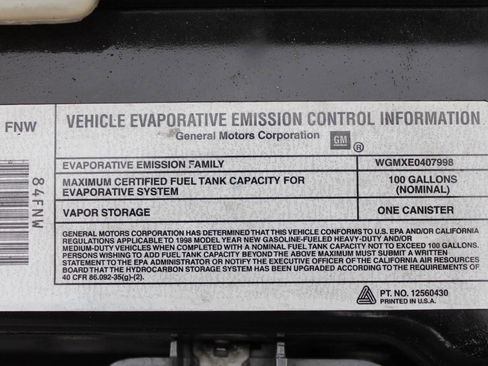 FNW
84FNW
VEHICLE EVAPORATIVE EMISSION CONTROL INFORMATION
General Motors Corporation GM ®
EVAPORATIVE EMISSION FAMILY WGMXE0407998
MAXIMUM CERTIFIED FUEL TANK CAPACITY FOR 100 GALLONS
EVAPORATIVE SYSTEM (NOMINAL)
VAPOR STORAGE ONE CANISTER
GENERAL MOTORS CORPORATION HAS DETERMINED THAT THIS VEHICLE CONFORMS TO U.S. EPA AND/OR CALIFORNIA
REGULATIONS APPLICABLE TO 1998 MODEL YEAR NEW GASOLINE-FUELED HEAVY-DUTY AND/OR
MEDIUM-DUTY VEHICLES WHEN COMPLETED WITH A NOMINAL FUEL TANK CAPACITY NOT TO EXCEED 100 GALLONS.
PERSONS WISHING TO ADD FUEL TANK CAPACITY BEYOND THE ABOVE MAXIMUM MUST SUBMIT A WRITTEN
STATEMENT TO THE EPA ADMINISTRATOR OR THE EXECUTIVE OFFICER OF THE CALIFORNIA AIR RESOURCES
BOARD THAT THE HYDROCARBON STORAGE SYSTEM HAS BEEN UPGRADED ACCORDING TO THE REQUIREMENTS OF
40 CFR 86.092-35(g)-(2).
PT. NO. 12560430
PRINTED IN U.S.A.